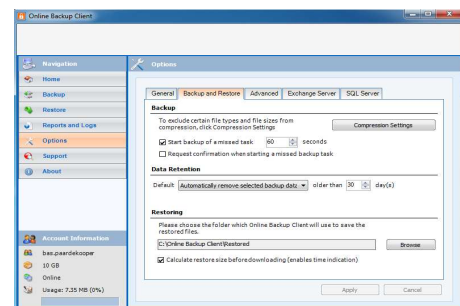 Online Backup Client
Navigation
Home
Backup
Restore
Reports and Logs
Options
Support
About
Account Information
bas.paardekooper
10 GB
Online
Usage: 7.35 MB (0%)
Options
General Backup and Restore Advanced Exchange Server SQL Server
Backup
To exclude certain file types and file sizes from
compression, click Compression Settings
Compression Settings
Start backup of a missed task 60 seconds
Request confirmation when starting a missed backup task
Data Retention
Default Automatically remove selected backup data older than 30 day(s)
Restoring
Please choose the folder which Online Backup Client will use to save the
restored files.
C:\Online Backup Client\Restored Browse
Calculate restore size before downloading (enables time indication)
Apply Cancel